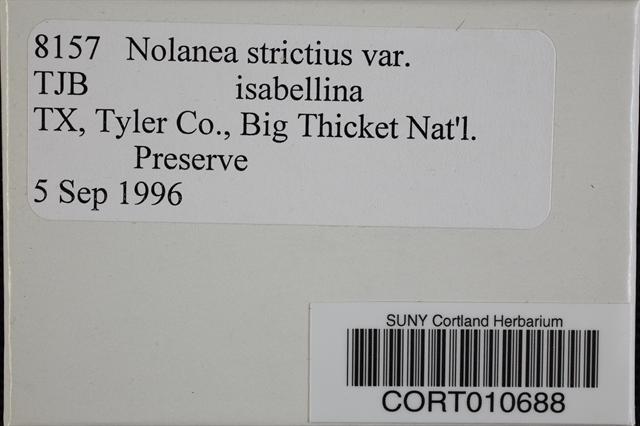 8157 Nolanea strictius var.
TJB isabellina
TX, Tyler Co., Big Thicket Nat'l.
Preserve
5 Sep 1996
SUNY Cortland Herbarium
CORT010688